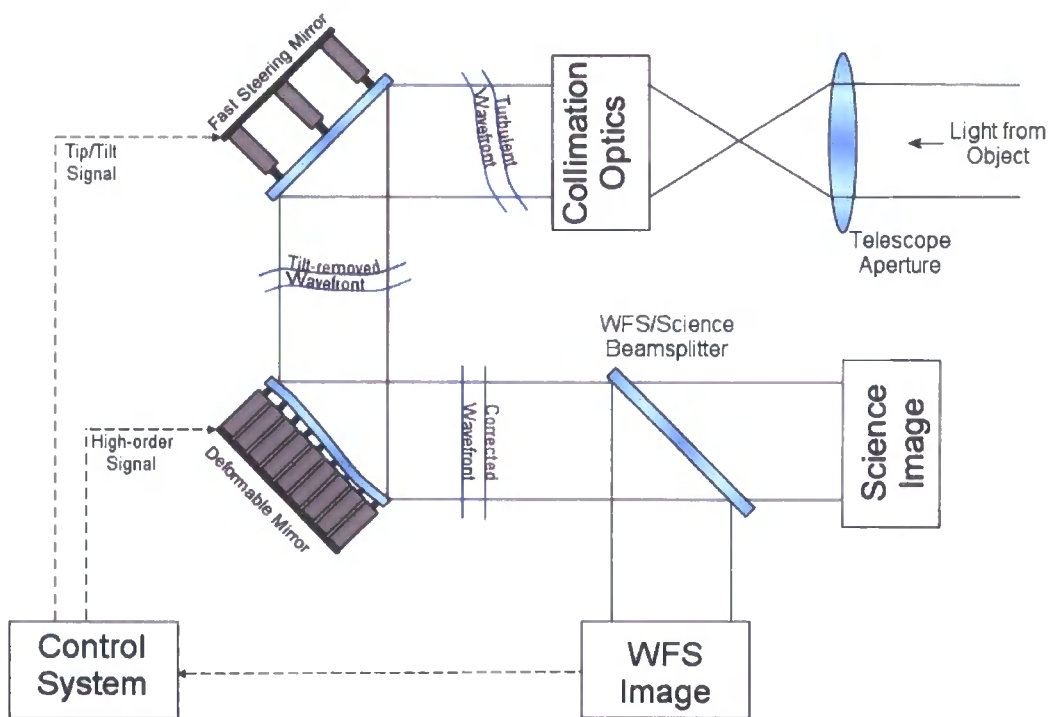 Fast Steering Mirror
Turbulent
Wavefront
Collimation
Optics
Light from
Object
Tip/Tilt
Signal
Telescope
Aperture
Tilt-removed
Wavefront
WFS/Science
Beamsplitter
High-order
Signal
Deformable Mirror
Corrected
Wavefront
Science
Image
Control
System
WFS
Image